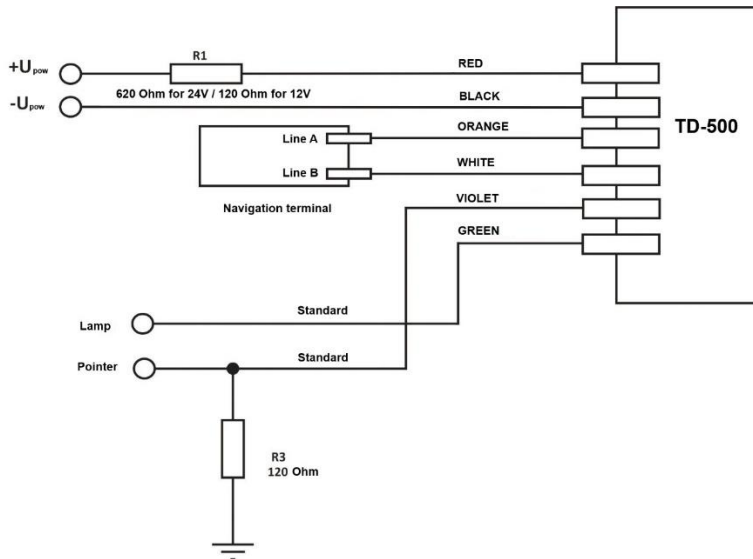 R1
RED
+Upow
620 Ohm for 24V / 120 Ohm for 12V
BLACK
-Upow
ORANGE
TD-500
Line A
Line B
WHITE
Navigation terminal
VIOLET
GREEN
Standard
Lamp
Standard
Pointer
R3
120 Ohm